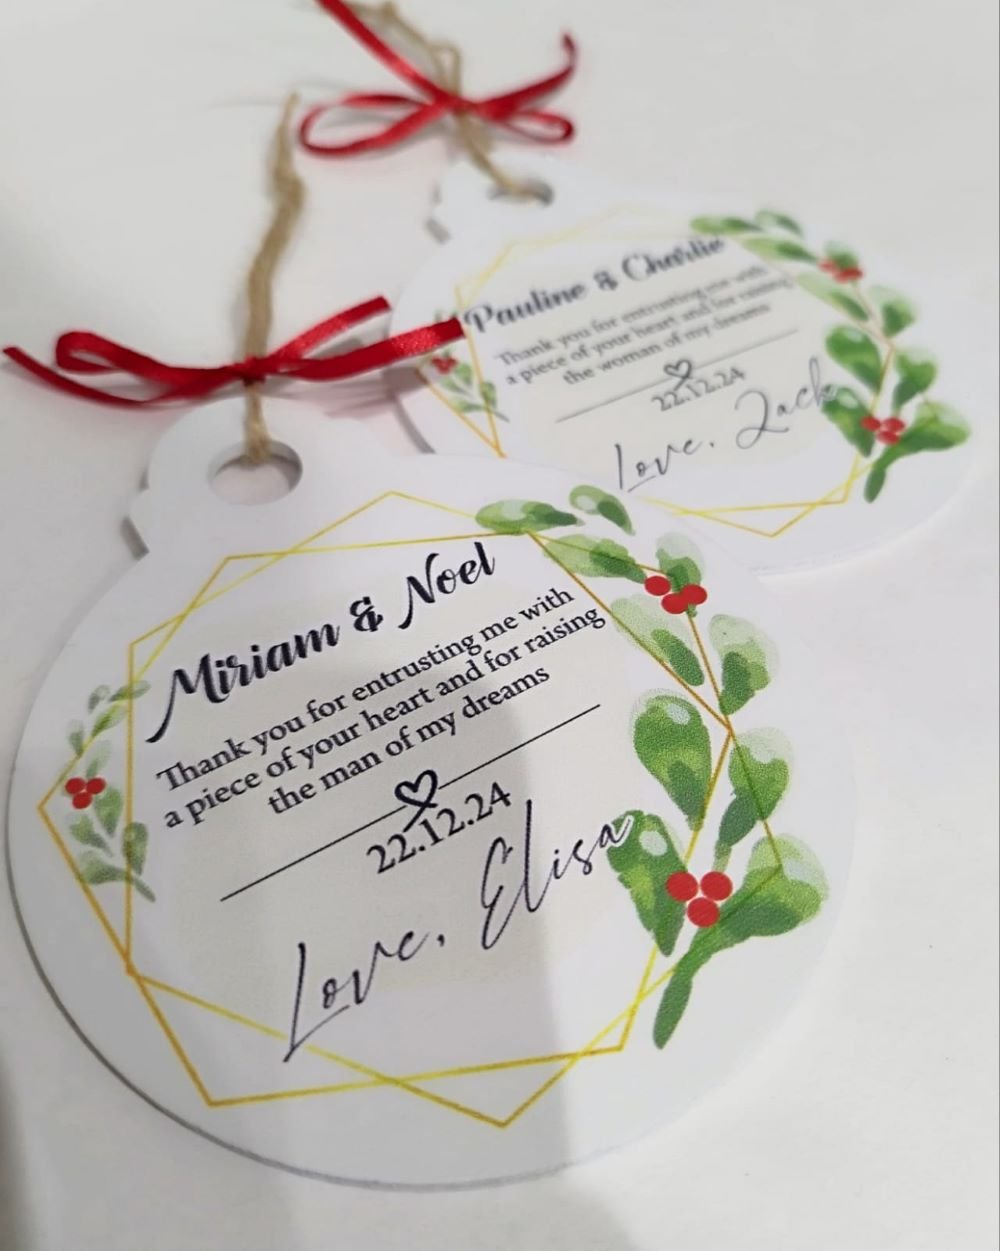 Pauline & Charlie
Thank you for entrusting me with
a piece of your heart and for raising
the woman of my dreams
22.12.24
Love, Zack
Miriam & Noel
Thank you for entrusting me with
a piece of your heart and for raising
the man of my dreams
22.12.24
Love, Elisa